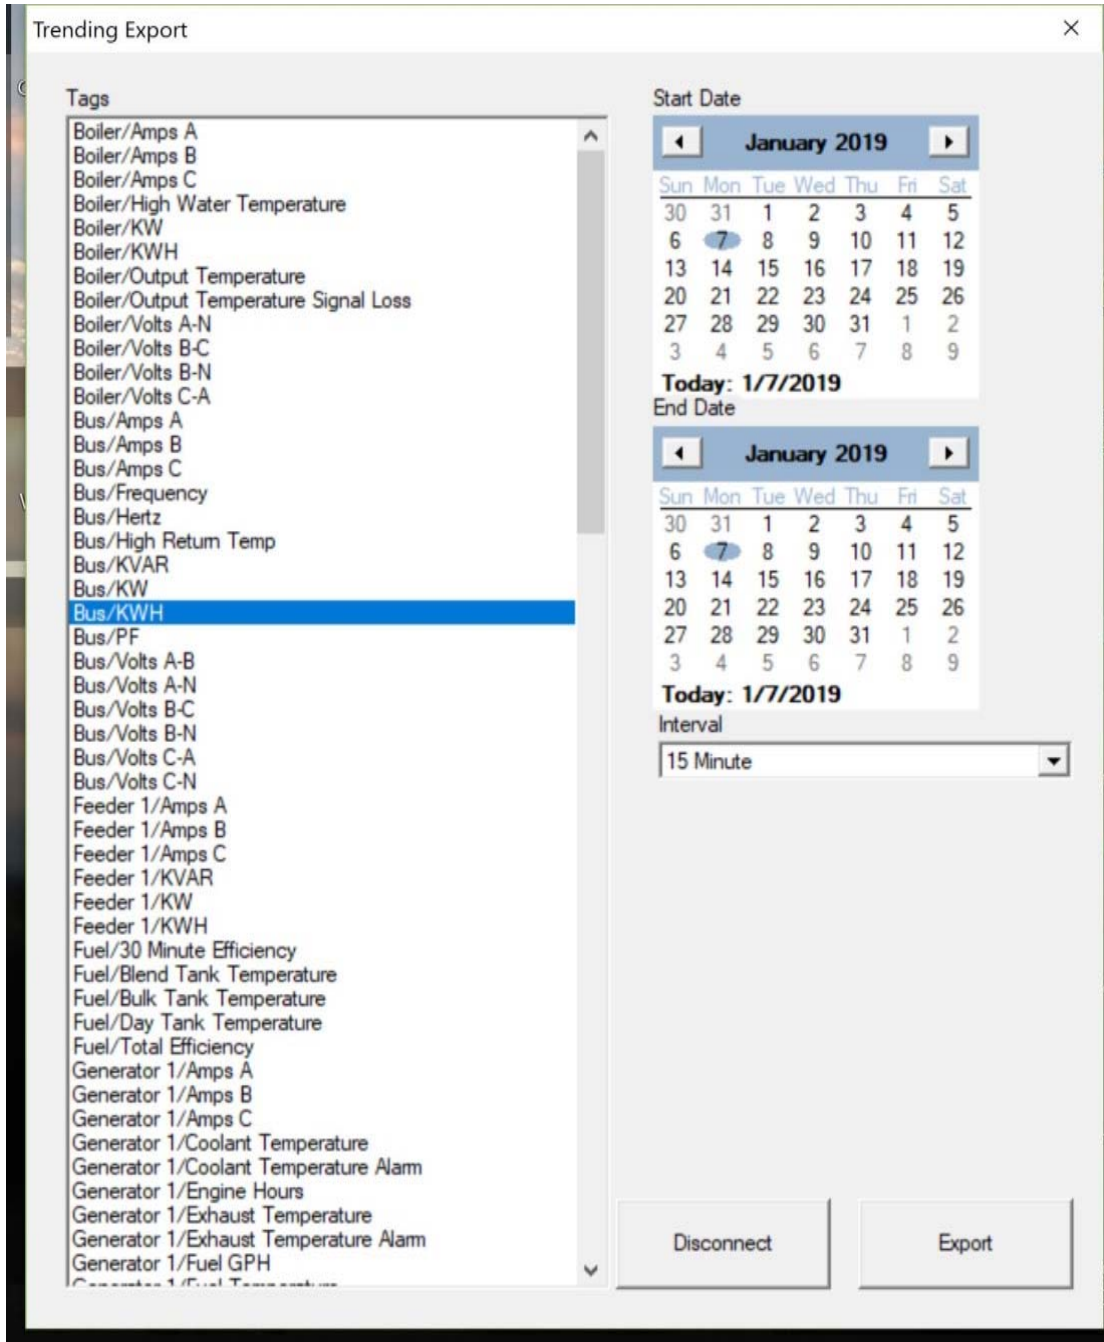 Trending Export
Tags
Boiler/Amps A
Boiler/Amps B
Boiler/Amps C
Boiler/High Water Temperature
Boiler/KW
Boiler/KWH
Boiler/Output Temperature
Boiler/Output Temperature Signal Loss
Boiler/Volts A-N
Boiler/Volts B-C
Boiler/Volts B-N
Boiler/Volts C-A
Bus/Amps A
Bus/Amps B
Bus/Amps C
Bus/Frequency
Bus/Hertz
Bus/High Return Temp
Bus/KVAR
Bus/KW
Bus/KWH
Bus/PF
Bus/Volts A-B
Bus/Volts A-N
Bus/Volts B-C
Bus/Volts B-N
Bus/Volts C-A
Bus/Volts C-N
Feeder 1/Amps A
Feeder 1/Amps B
Feeder 1/Amps C
Feeder 1/KVAR
Feeder 1/KW
Feeder 1/KWH
Fuel/30 Minute Efficiency
Fuel/Blend Tank Temperature
Fuel/Bulk Tank Temperature
Fuel/Day Tank Temperature
Fuel/Total Efficiency
Generator 1/Amps A
Generator 1/Amps B
Generator 1/Amps C
Generator 1/Coolant Temperature
Generator 1/Coolant Temperature Alarm
Generator 1/Engine Hours
Generator 1/Exhaust Temperature
Generator 1/Exhaust Temperature Alarm
Generator 1/Fuel GPH
Generator 1/Fuel Temperature
Start Date
January 2019
Sun Mon Tue Wed Thu Fri Sat
30 31 1 2 3 4 5
6 7 8 9 10 11 12
13 14 15 16 17 18 19
20 21 22 23 24 25 26
27 28 29 30 31 1 2
3 4 5 6 7 8 9
Today: 1/7/2019
End Date
January 2019
Sun Mon Tue Wed Thu Fri Sat
30 31 1 2 3 4 5
6 7 8 9 10 11 12
13 14 15 16 17 18 19
20 21 22 23 24 25 26
27 28 29 30 31 1 2
3 4 5 6 7 8 9
Today: 1/7/2019
Interval
15 Minute
Disconnect
Export